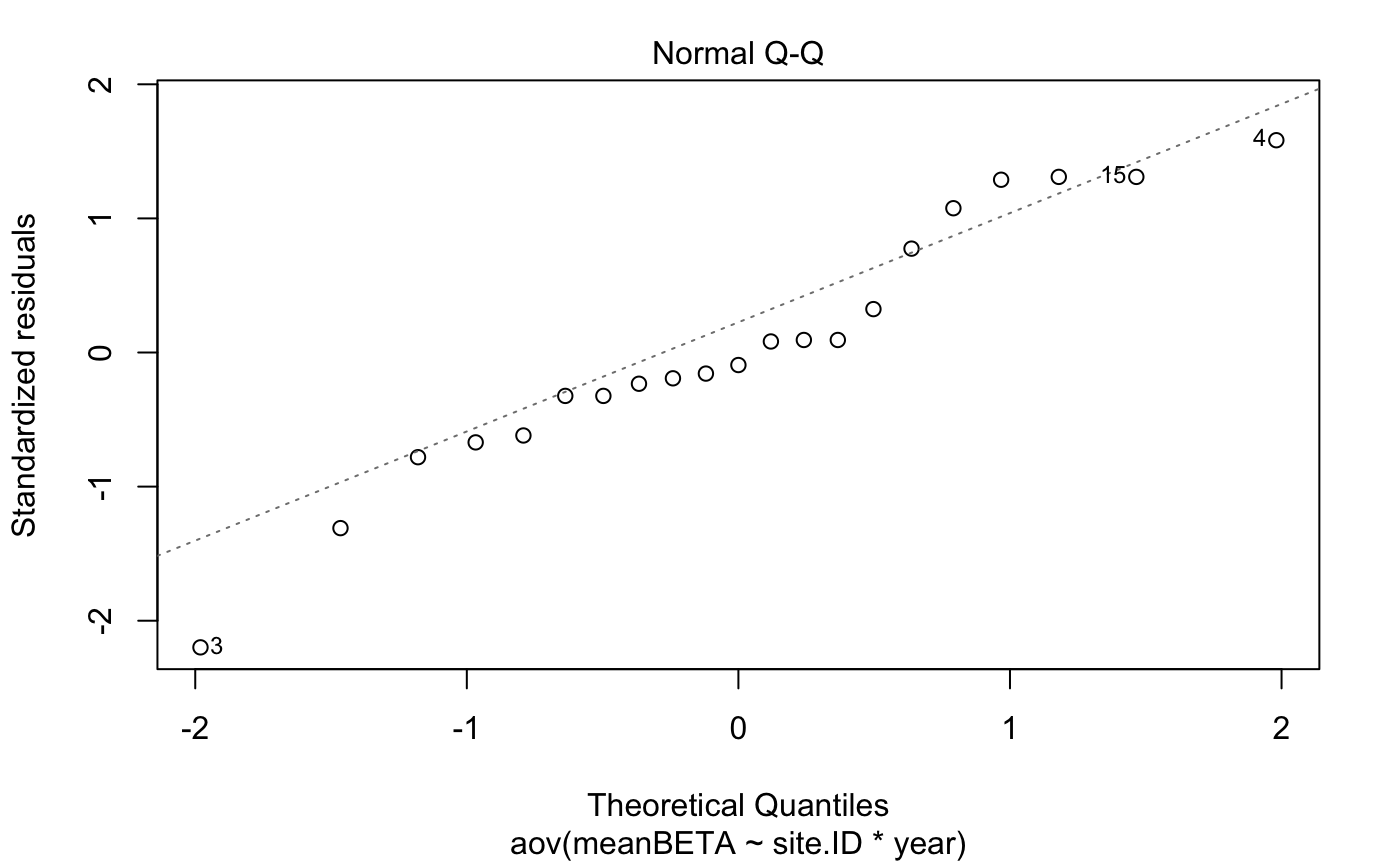 Normal Q-Q
Standardized residuals
2
1
0
-1
-2
4
15
3
-2 -1 0 1 2
Theoretical Quantiles
aov(meanBETA ~ site.ID * year)